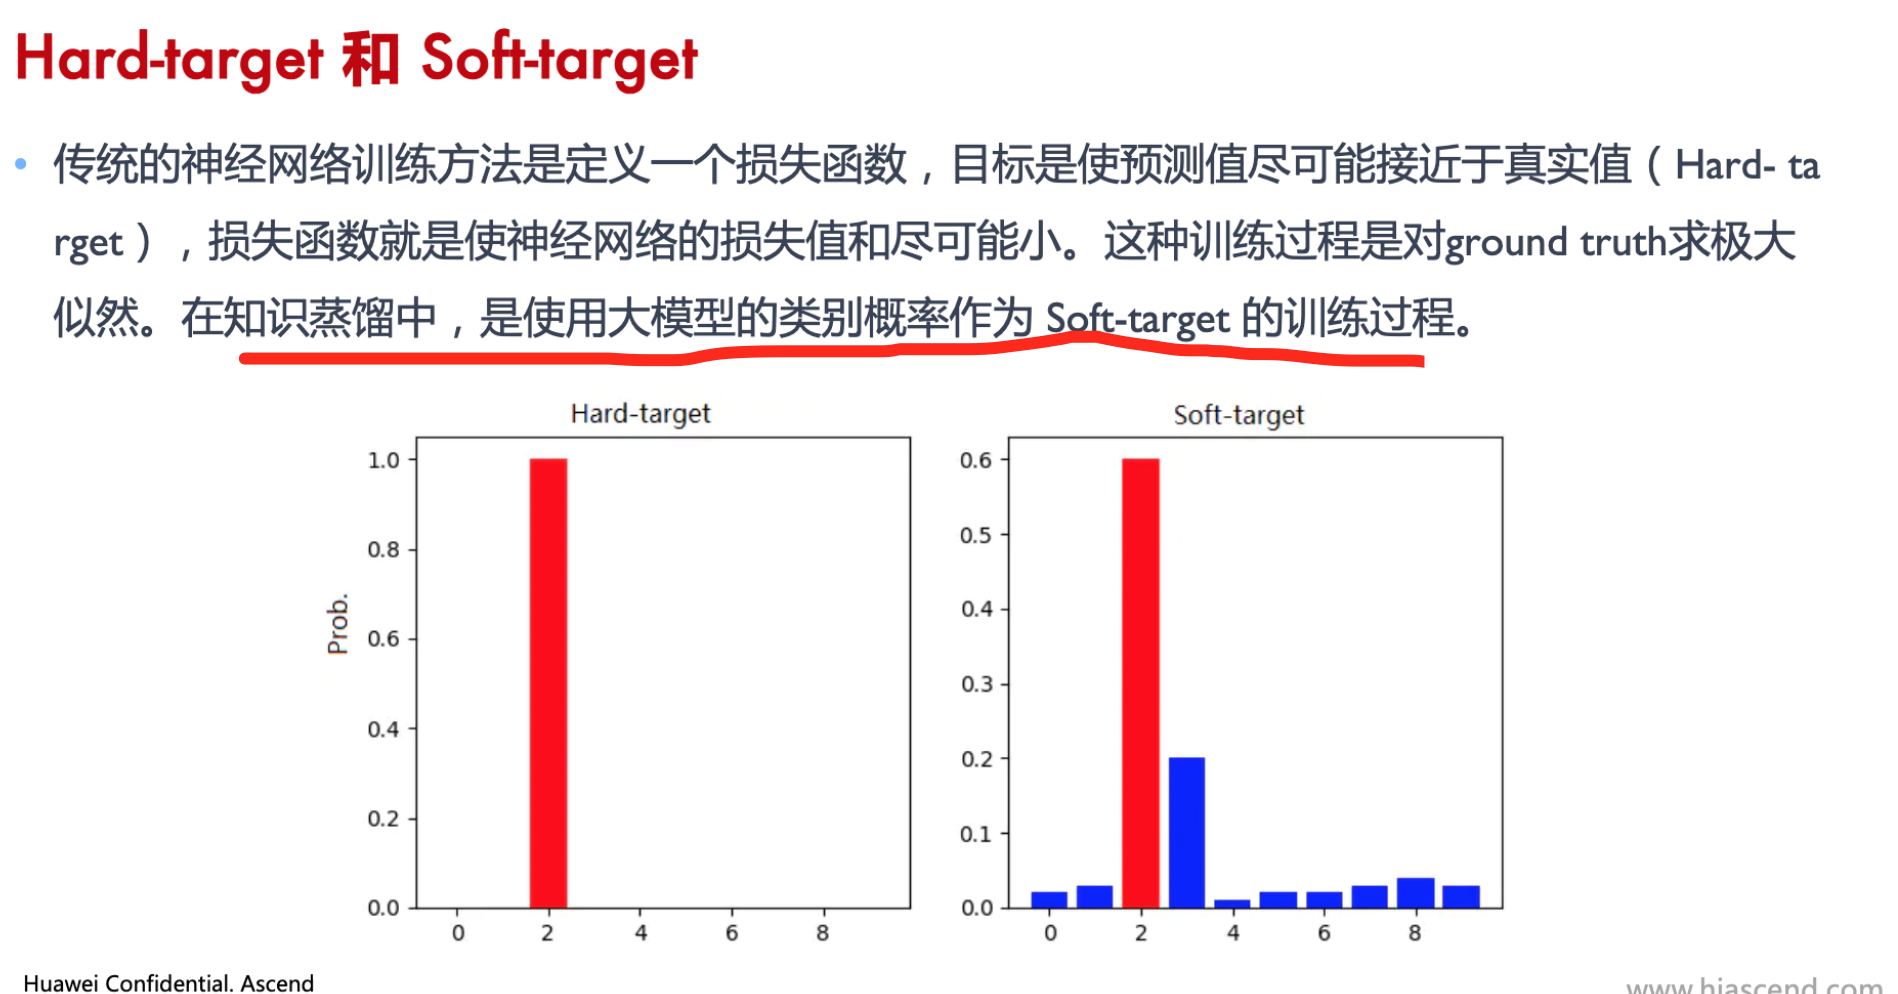 Hard-target 和 Soft-target
• 传统的神经网络训练方法是定义一个损失函数，目标是使预测值尽可能接近于真实值（Hard- ta
rget），损失函数就是使神经网络的损失值和尽可能小。这种训练过程是对ground truth求极大
似然。在知识蒸馏中，是使用大模型的类别概率作为 Soft-target 的训练过程。
Hard-target
Prob.
1.0
0.8
0.6
0.4
0.2
0.0
0 2 4 6 8
Soft-target
0.6
0.5
0.4
0.3
0.2
0.1
0.0
0 2 4 6 8
Huawei Confidential. Ascend
www.hiascend.com